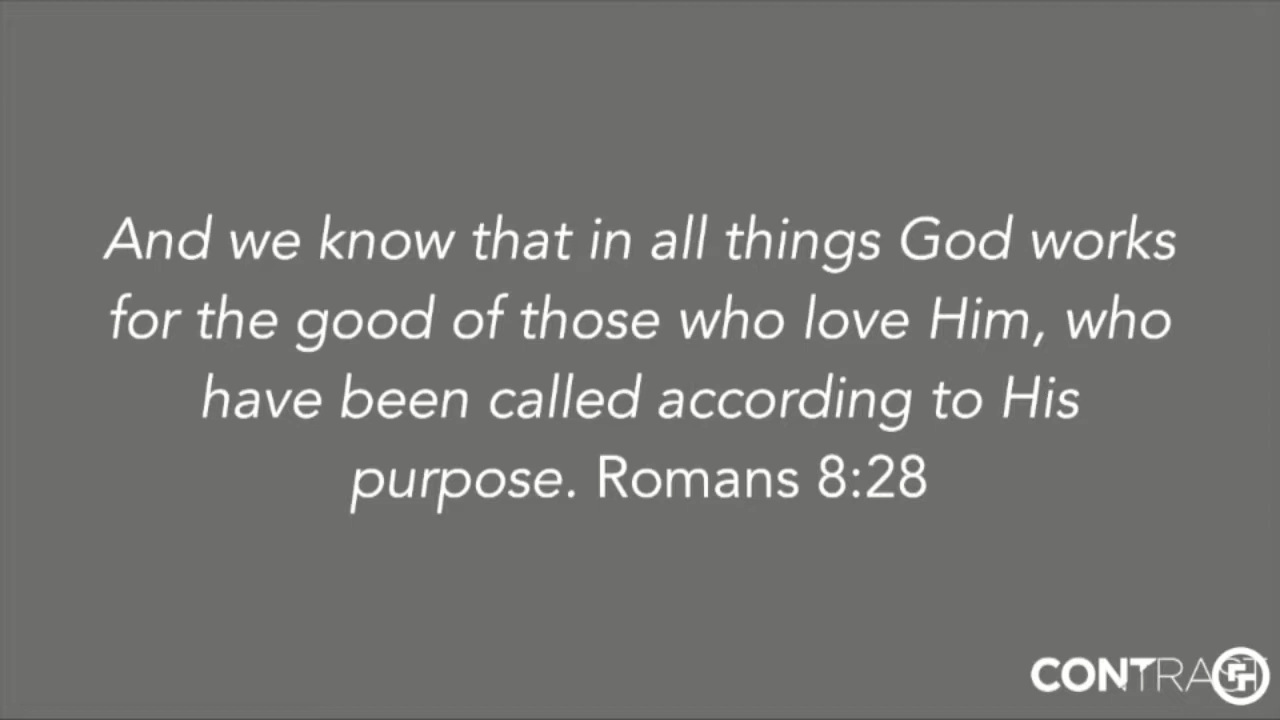 And we know that in all things God works
for the good of those who love Him, who
have been called according to His
purpose. Romans 8:28